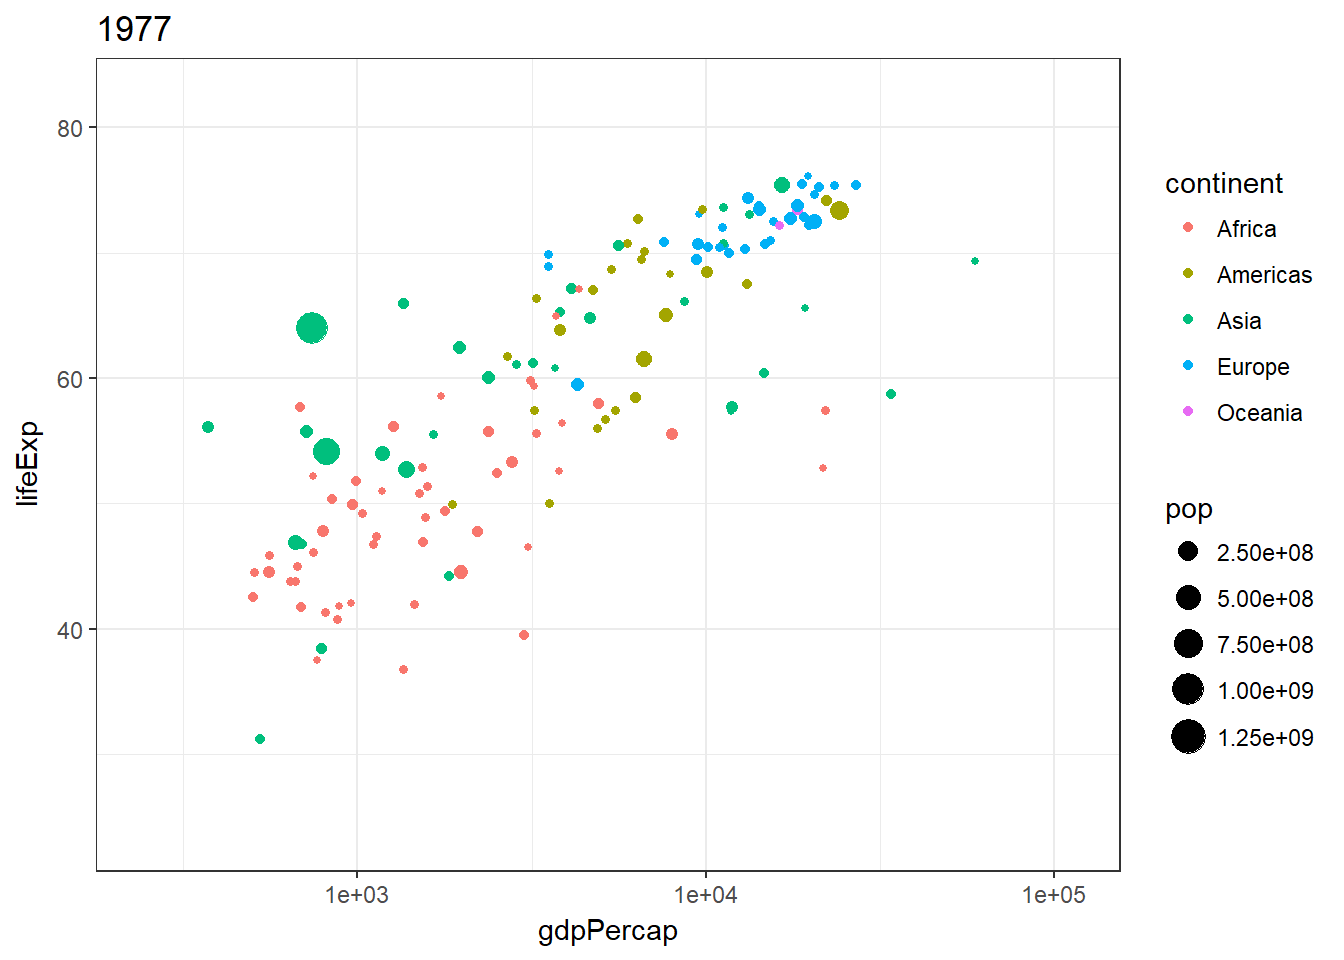 1977
lifeExp
80
60
40
1e+03
1e+04
1e+05
gdpPercap
continent
Africa
Americas
Asia
Europe
Oceania
pop
2.50e+08
5.00e+08
7.50e+08
1.00e+09
1.25e+09